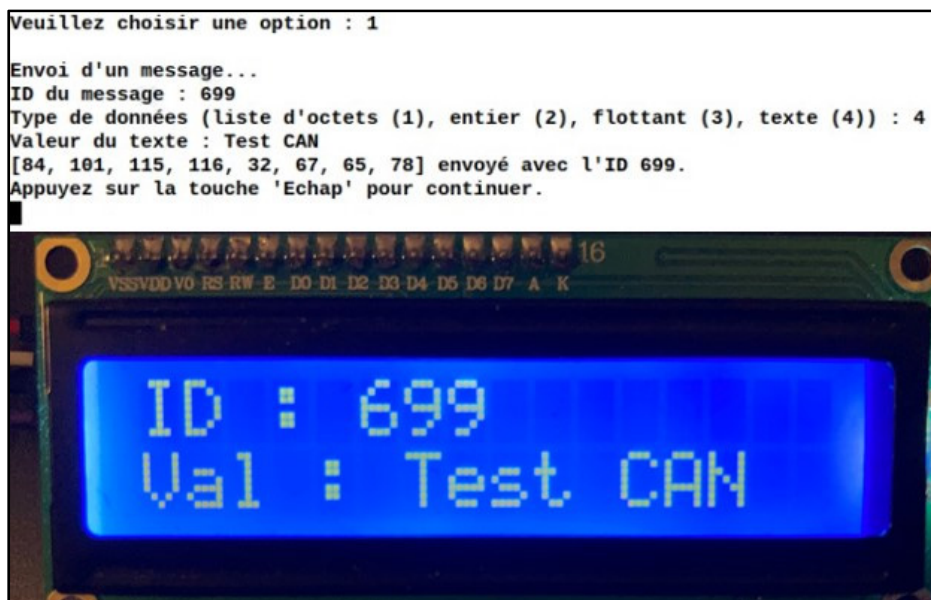 Veuillez choisir une option : 1
Envoi d'un message...
ID du message : 699
Type de données (liste d'octets (1), entier (2), flottant (3), texte (4)) : 4
Valeur du texte : Test CAN
[84, 101, 115, 116, 32, 67, 65, 78] envoyé avec l'ID 699.
Appuyez sur la touche 'Echap' pour continuer.
16
VSS VDD V0 RS RW E D0 D1 D2 D3 D4 D5 D6 D7 A K
ID : 699
Val : Test CAN